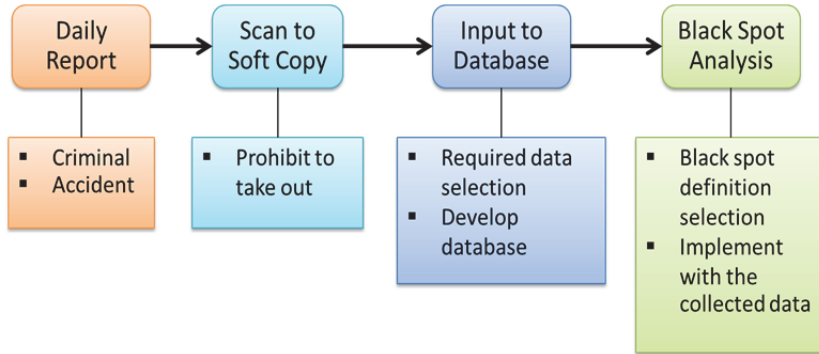 Daily
Report
Scan to
Soft Copy
Input to
Database
Black Spot
Analysis
▪ Criminal
▪ Accident
▪ Prohibit to
take out
▪ Required data
selection
▪ Develop
database
▪ Black spot
definition
selection
▪ Implement
with the
collected data